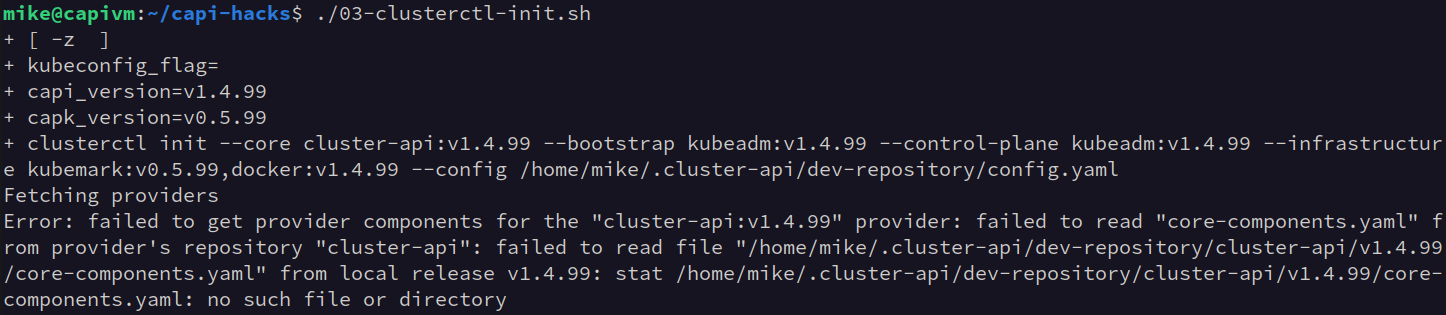 mike@capivm:~/capi-hacks$ ./03-clusterctl-init.sh
+ [ -z  ]
+ kubeconfig_flag=
+ capi_version=v1.4.99
+ capk_version=v0.5.99
+ clusterctl init --core cluster-api:v1.4.99 --bootstrap kubeadm:v1.4.99 --control-plane kubeadm:v1.4.99 --infrastructur
e kubemark:v0.5.99,docker:v1.4.99 --config /home/mike/.cluster-api/dev-repository/config.yaml
Fetching providers
Error: failed to get provider components for the "cluster-api:v1.4.99" provider: failed to read "core-components.yaml" f
rom provider's repository "cluster-api": failed to read file "/home/mike/.cluster-api/dev-repository/cluster-api/v1.4.99
/core-components.yaml" from local release v1.4.99: stat /home/mike/.cluster-api/dev-repository/cluster-api/v1.4.99/core-
components.yaml: no such file or directory